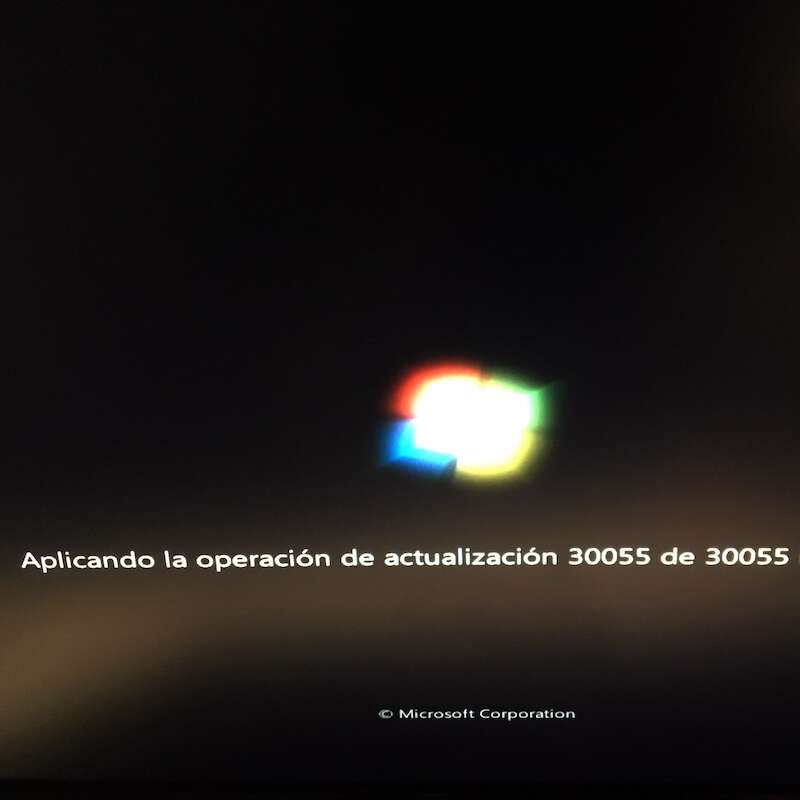 Aplicando la operación de actualización 30055 de 30055
© Microsoft Corporation